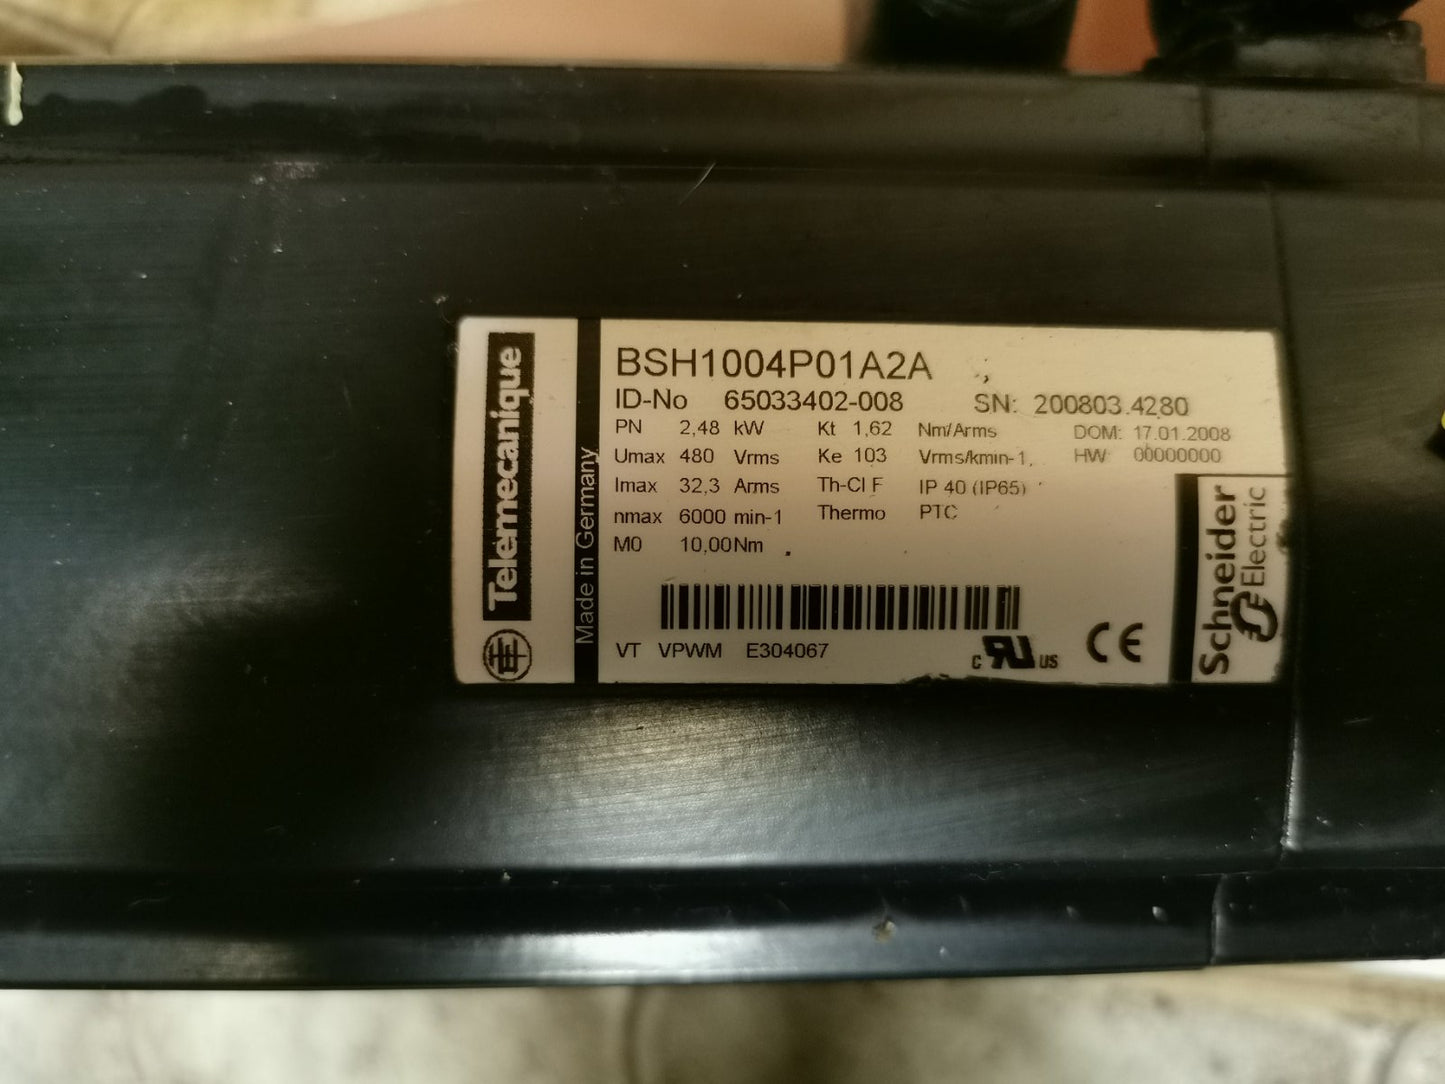 Telemecanique
Made in Germany
BSH1004P01A2A
ID-No 65033402-008 SN: 200803.4280
PN 2,48 kW Kt 1,62 Nm/Arms DOM: 17.01.2008
Umax 480 Vrms Ke 103 Vrms/kmin-1, HW: 00000000
Imax 32,3 Arms Th-Cl F IP 40 (IP65)
nmax 6000 min-1 Thermo PTC
M0 10,00Nm
VT VPWM E304067
c RU US CE
Schneider
Electric